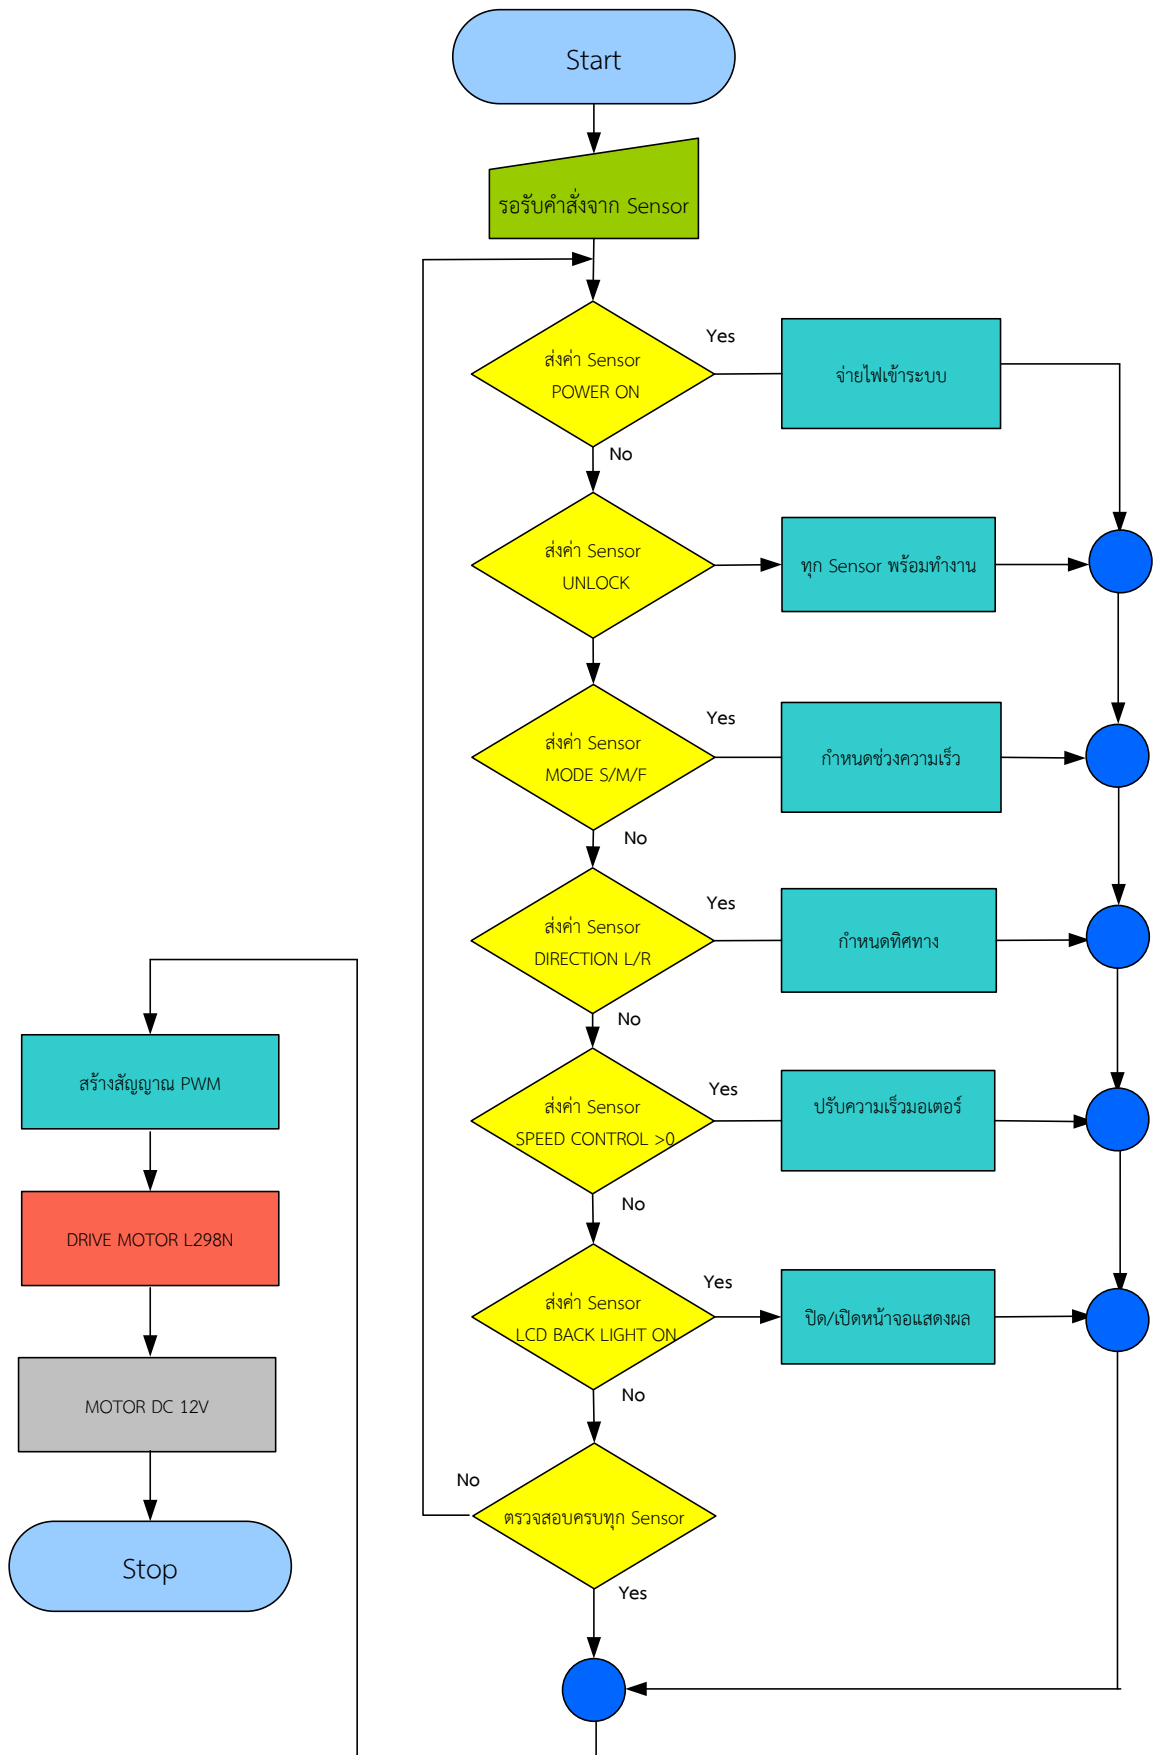 Start
รอรับคำสั่งจาก Sensor
ส่งค่า Sensor
POWER ON
Yes
จ่ายไฟเข้าระบบ
No
ส่งค่า Sensor
UNLOCK
ทุก Sensor พร้อมทำงาน
ส่งค่า Sensor
MODE S/M/F
Yes
กำหนดช่วงความเร็ว
No
ส่งค่า Sensor
DIRECTION L/R
Yes
กำหนดทิศทาง
No
ส่งค่า Sensor
SPEED CONTROL >0
Yes
ปรับความเร็วมอเตอร์
No
ส่งค่า Sensor
LCD BACK LIGHT ON
Yes
ปิด/เปิดหน้าจอแสดงผล
No
ตรวจสอบครบทุก Sensor
No
Yes
สร้างสัญญาณ PWM
DRIVE MOTOR L298N
MOTOR DC 12V
Stop